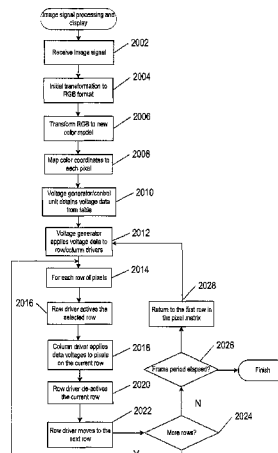 Image signal processing and
display
Receive image signal
2002
Initial transformation to
RGB format
2004
Transform RGB to new
color model
2006
Map color coordinates to
each pixel
2008
Voltage generator/control
unit obtains voltage data
from table
2010
Voltage generator
applies voltage data to
row/column drivers
2012
For each row of pixels
2014
Row driver actives the
selected row
2016
Column driver applies
data voltages to pixels
on the current row
2018
Row driver de-actives
the current row
2020
Row driver moves to the
next row
2022
More rows?
2024
Y
N
Frame period elapsed?
2026
Return to the first row in
the pixel matrix
2028
Finish